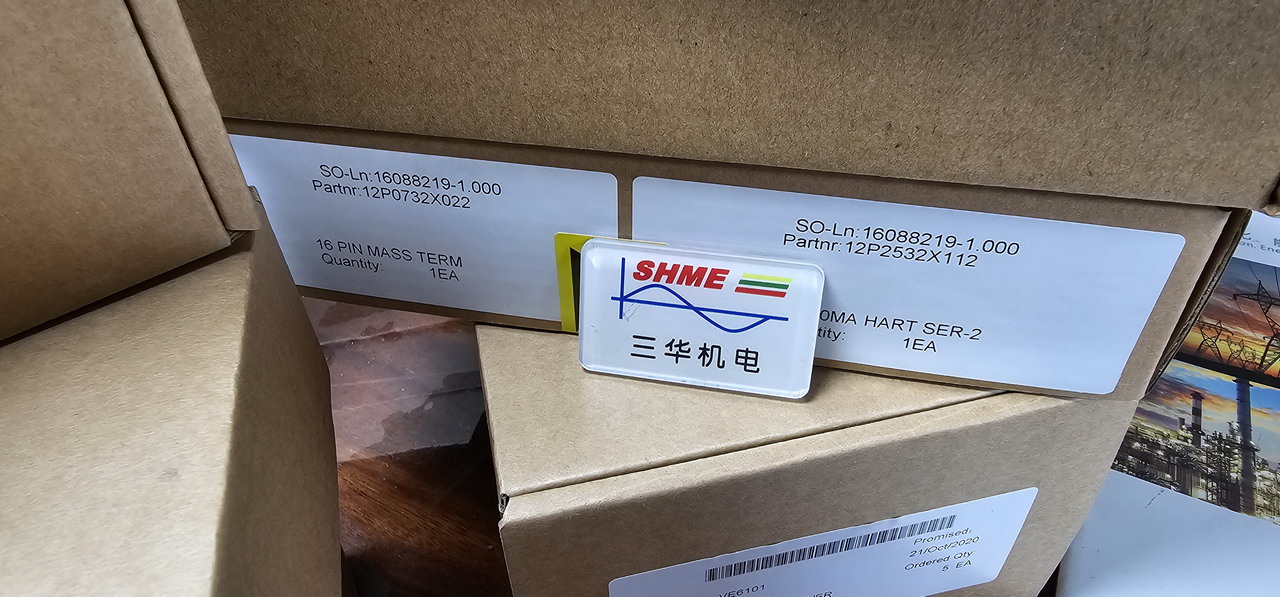 SO-Ln:16088219-1.000
Partnr:12P0732X022
16 PIN MASS TERM
Quantity: 1EA
SO-Ln:16088219-1.000
Partnr:12P2532X112
0MA HART SER-2
tity: 1EA
SHME
三华机电
Promised:
21/Oct/2020
Ordered Qty
5 EA
VE6101